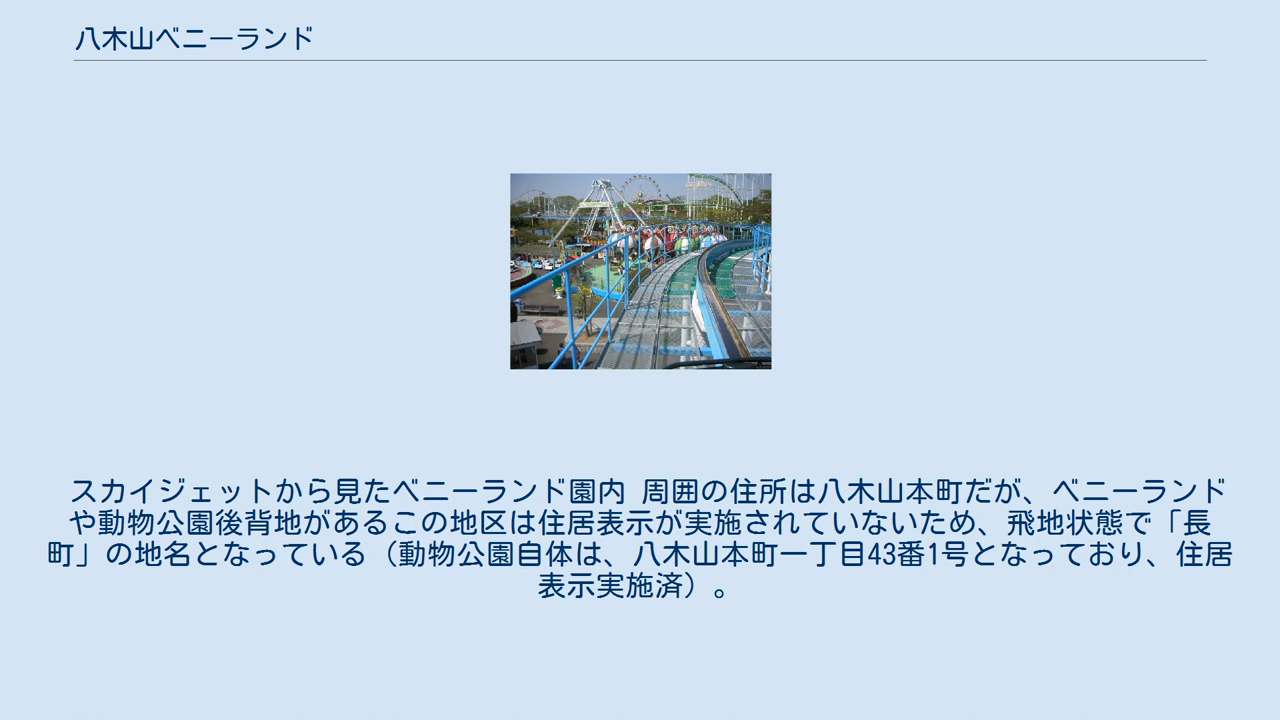 八木山ベニーランド
スカイジェットから見たベニーランド園内 周囲の住所は八木山本町だが、ベニーランド
や動物公園後背地があるこの地区は住居表示が実施されていないため、飛地状態で「長
町」の地名となっている（動物公園自体は、八木山本町一丁目43番1号となっており、住居
表示実施済）。